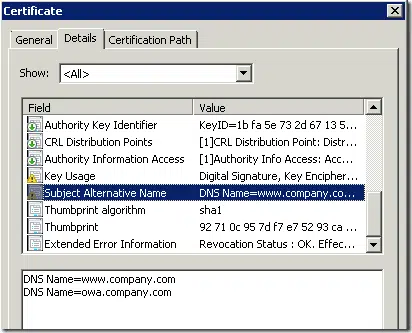 Certificate
General
Details
Certification Path
Show: <All>
Field Value
Authority Key Identifier KeyID=1b fa 5e 73 2d 67 13 5...
CRL Distribution Points [1]CRL Distribution Point: Distr...
Authority Information Access [1]Authority Info Access: Acc...
Key Usage Digital Signature, Key Encipher...
Subject Alternative Name DNS Name=www.company.co...
Thumbprint algorithm sha1
Thumbprint 92 71 0c 95 7d f7 e7 52 93 ca ...
Extended Error Information Revocation Status : OK. Effec...
DNS Name=www.company.com
DNS Name=owa.company.com